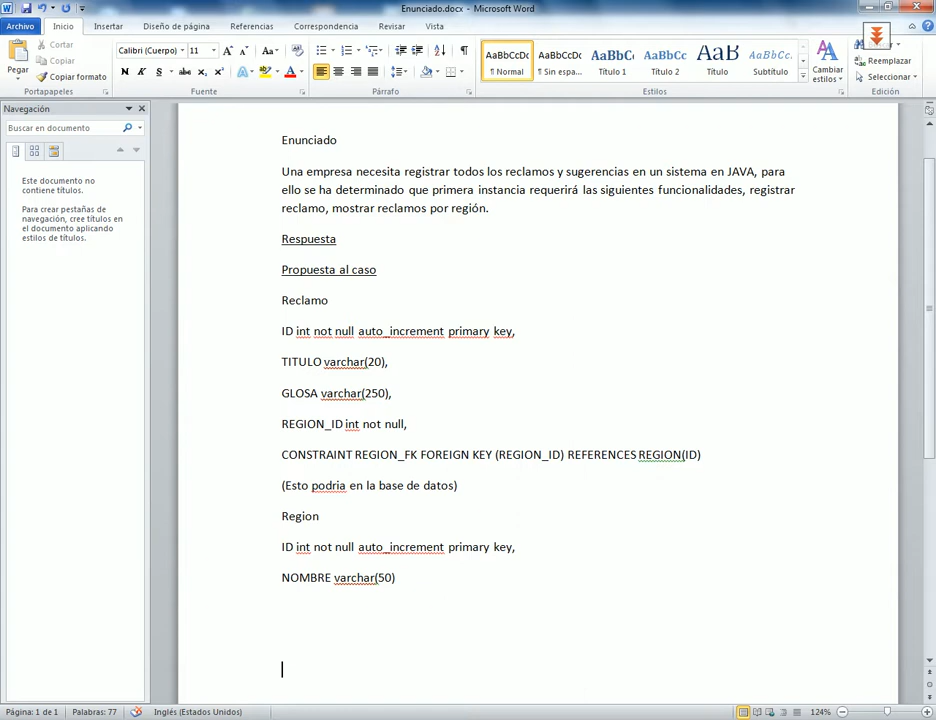 Enunciado.docx - Microsoft Word
Archivo Inicio Insertar Diseño de página Referencias Correspondencia Revisar Vista
Pegar
Cortar
Copiar
Copiar formato
Portapapeles
Calibri (Cuerpo) 11
Fuente
Párrafo
AaBbCcDc AaBbCcDc AaBbCc AaBbCc AaB AaBbCc.
¶ Normal ¶ Sin espa... Título 1 Título 2 Título Subtítulo
Cambiar estilos
Estilos
Reemplazar
Seleccionar
Edición
Navegación
Buscar en documento
Este documento no
contiene títulos.
Para crear pestañas de
navegación, cree títulos en
el documento aplicando
estilos de títulos.
Enunciado
Una empresa necesita registrar todos los reclamos y sugerencias en un sistema en JAVA, para
ello se ha determinado que primera instancia requerirá las siguientes funcionalidades, registrar
reclamo, mostrar reclamos por región.
Respuesta
Propuesta al caso
Reclamo
ID int not null auto_increment primary key,
TITULO varchar(20),
GLOSA varchar(250),
REGION_ID int not null,
CONSTRAINT REGION_FK FOREIGN KEY (REGION_ID) REFERENCES REGION(ID)
(Esto podria en la base de datos)
Region
ID int not null auto_increment primary key,
NOMBRE varchar(50)
Página: 1 de 1 Palabras: 77 Inglés (Estados Unidos) 124%